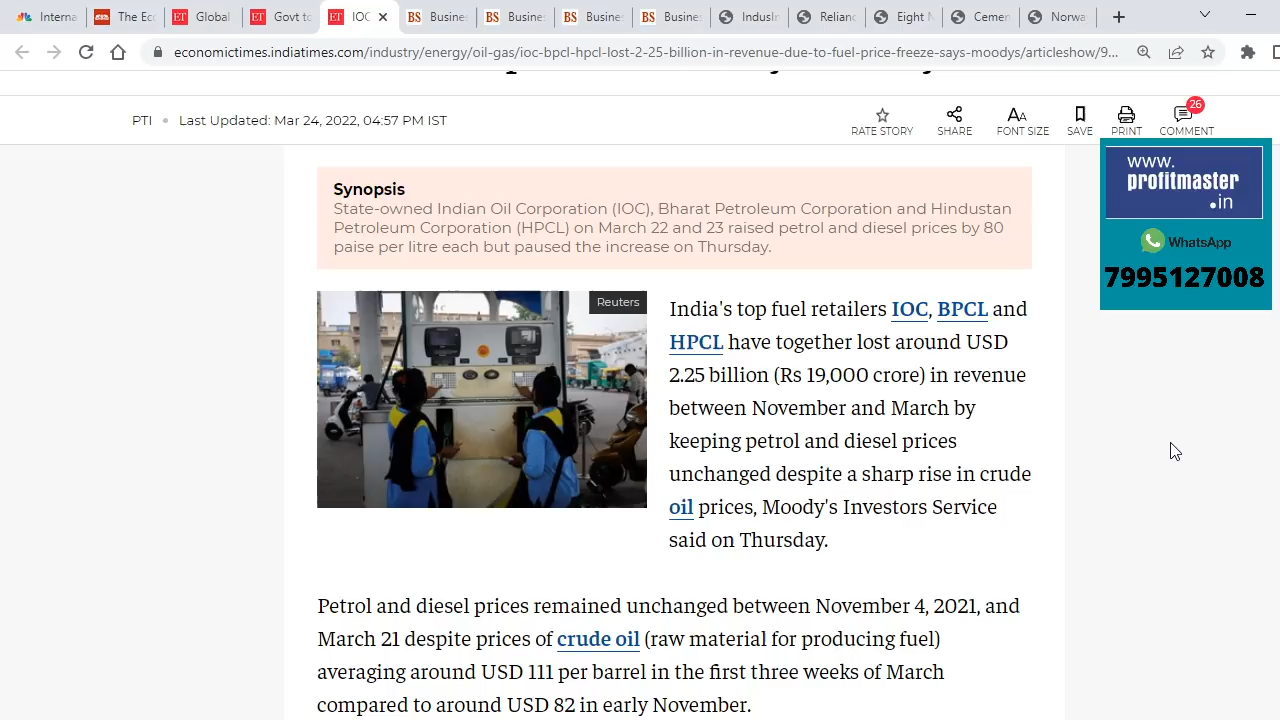 Interna
The Ec
Global
Govt to
IOC
Busine
Busine
Busine
Busine
IndusIn
Relianc
Eight
Cemen
Norwa
economictimes.indiatimes.com/industry/energy/oil-gas/ioc-bpcl-hpcl-lost-2-25-billion-in-revenue-due-to-fuel-price-freeze-says-moodys/articleshow/9...
PTI • Last Updated: Mar 24, 2022, 04:57 PM IST
RATE STORY
SHARE
FONT SIZE
SAVE
PRINT
26
COMMENT
www.
profitmaster
.in
WhatsApp
7995127008
Synopsis
State-owned Indian Oil Corporation (IOC), Bharat Petroleum Corporation and Hindustan
Petroleum Corporation (HPCL) on March 22 and 23 raised petrol and diesel prices by 80
paise per litre each but paused the increase on Thursday.
Reuters
India's top fuel retailers IOC, BPCL and
HPCL have together lost around USD
2.25 billion (Rs 19,000 crore) in revenue
between November and March by
keeping petrol and diesel prices
unchanged despite a sharp rise in crude
oil prices, Moody's Investors Service
said on Thursday.
Petrol and diesel prices remained unchanged between November 4, 2021, and
March 21 despite prices of crude oil (raw material for producing fuel)
averaging around USD 111 per barrel in the first three weeks of March
compared to around USD 82 in early November.